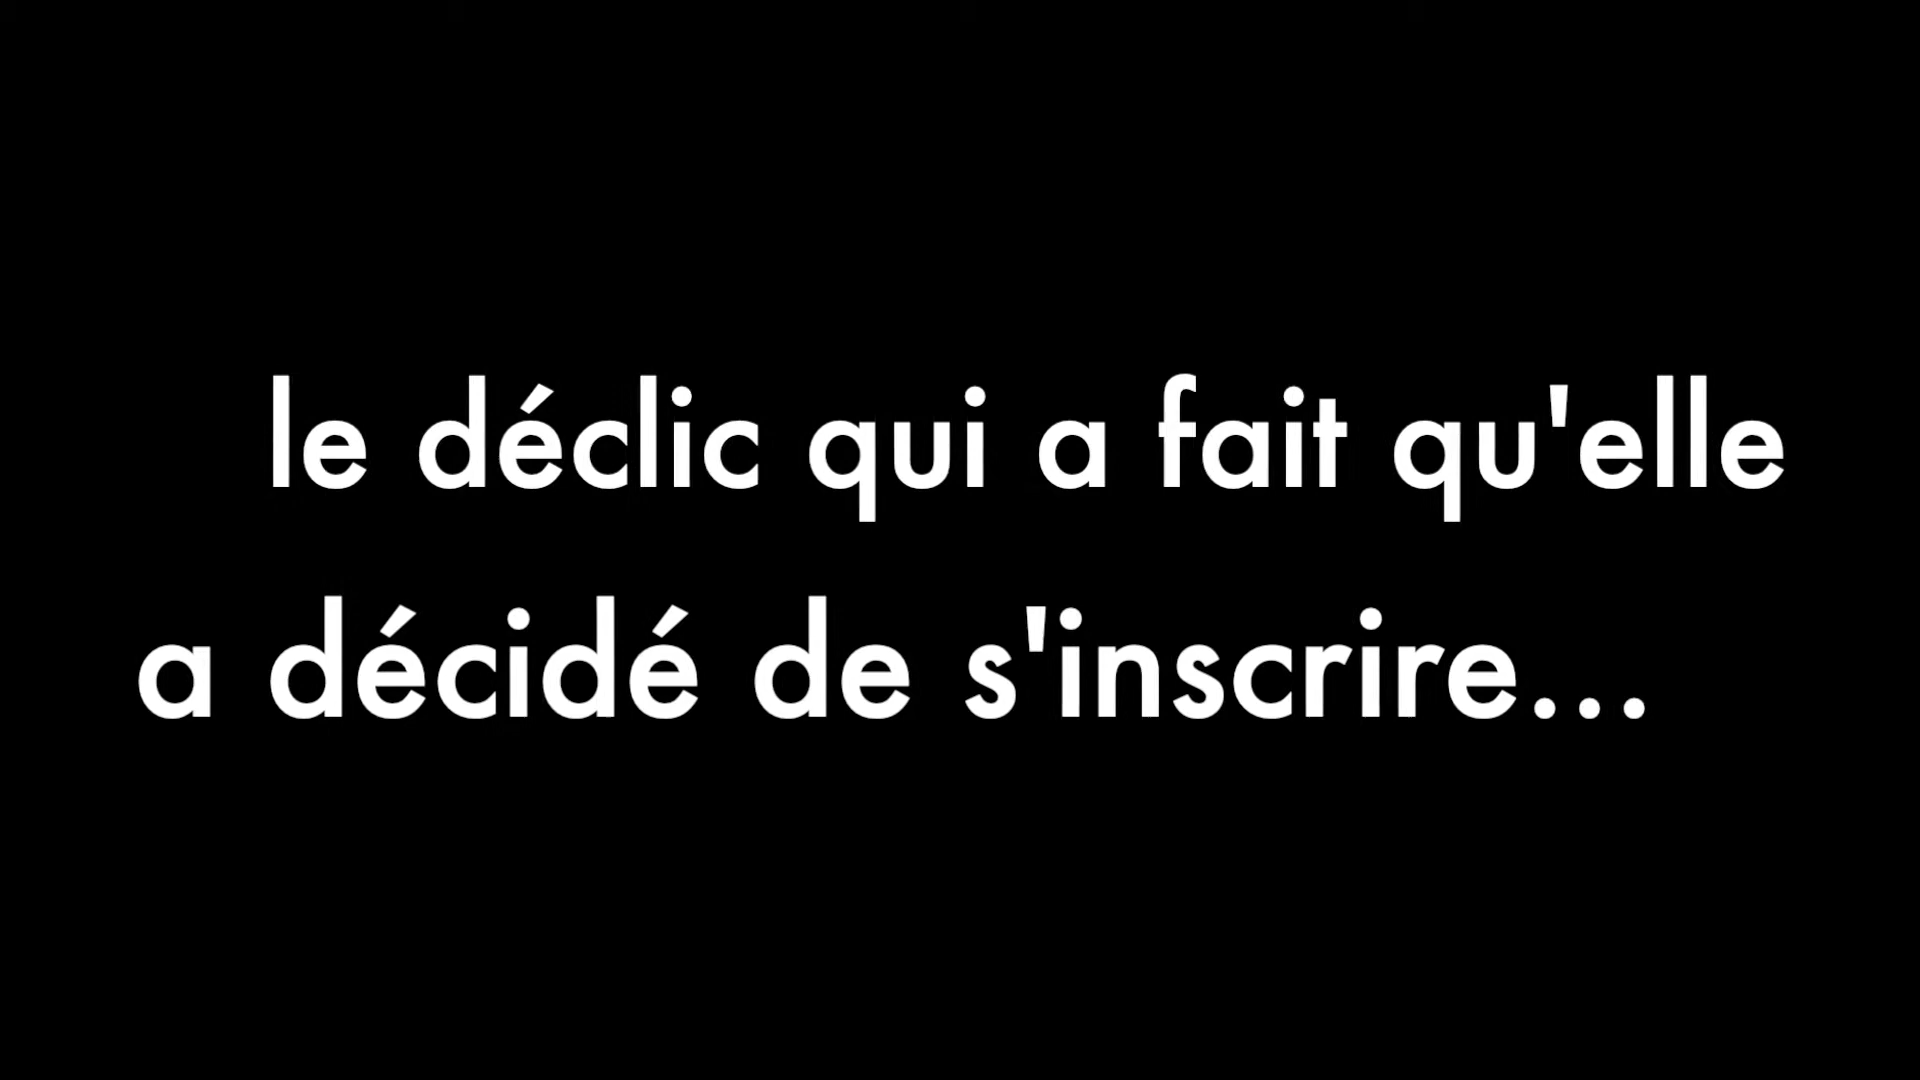 le déclic qui a fait qu'elle
a décidé de s'inscrire...